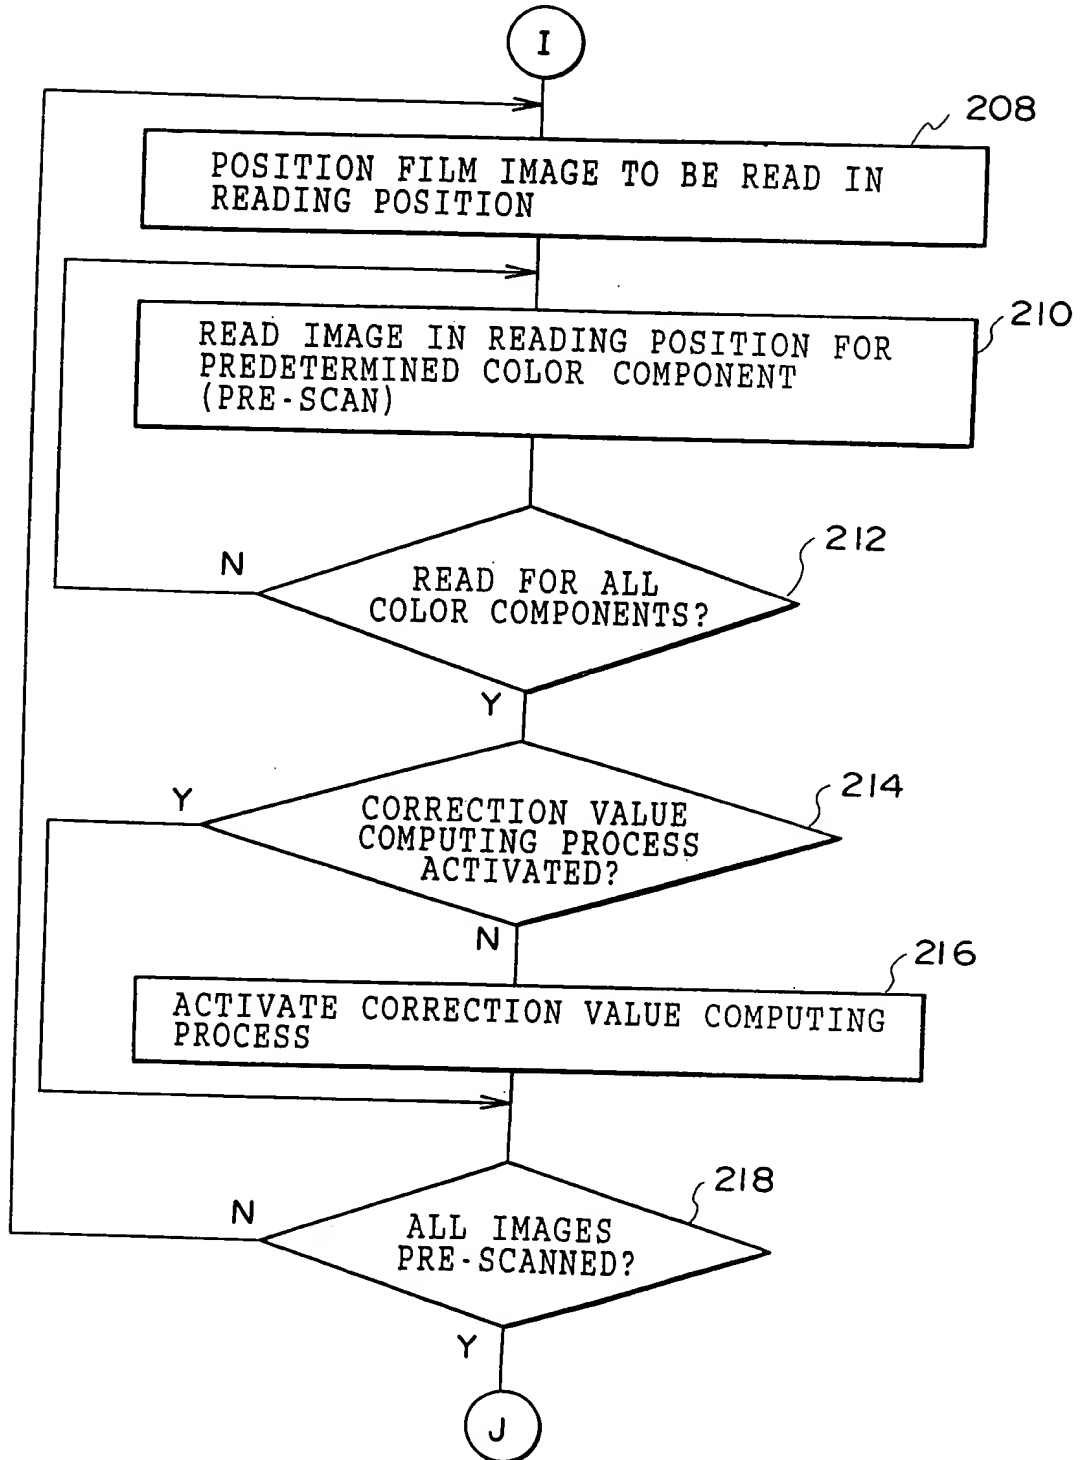 I
208
POSITION FILM IMAGE TO BE READ IN
READING POSITION
210
READ IMAGE IN READING POSITION FOR
PREDETERMINED COLOR COMPONENT
(PRE-SCAN)
212
N
READ FOR ALL
COLOR COMPONENTS?
Y
214
Y
CORRECTION VALUE
COMPUTING PROCESS
ACTIVATED?
N
216
ACTIVATE CORRECTION VALUE COMPUTING
PROCESS
218
N
ALL IMAGES
PRE-SCANNED?
Y
J